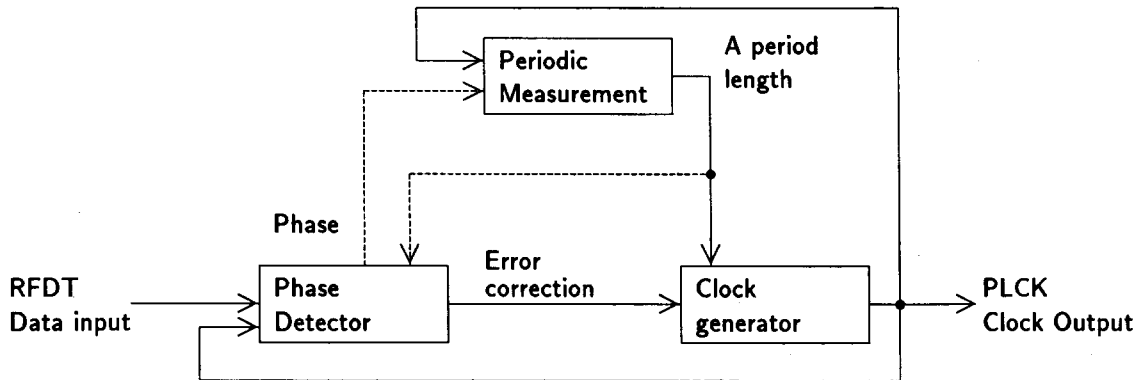 Periodic
Measurement
A period
length
Phase
RFDT
Data input
Phase
Detector
Error
correction
Clock
generator
PLCK
Clock Output